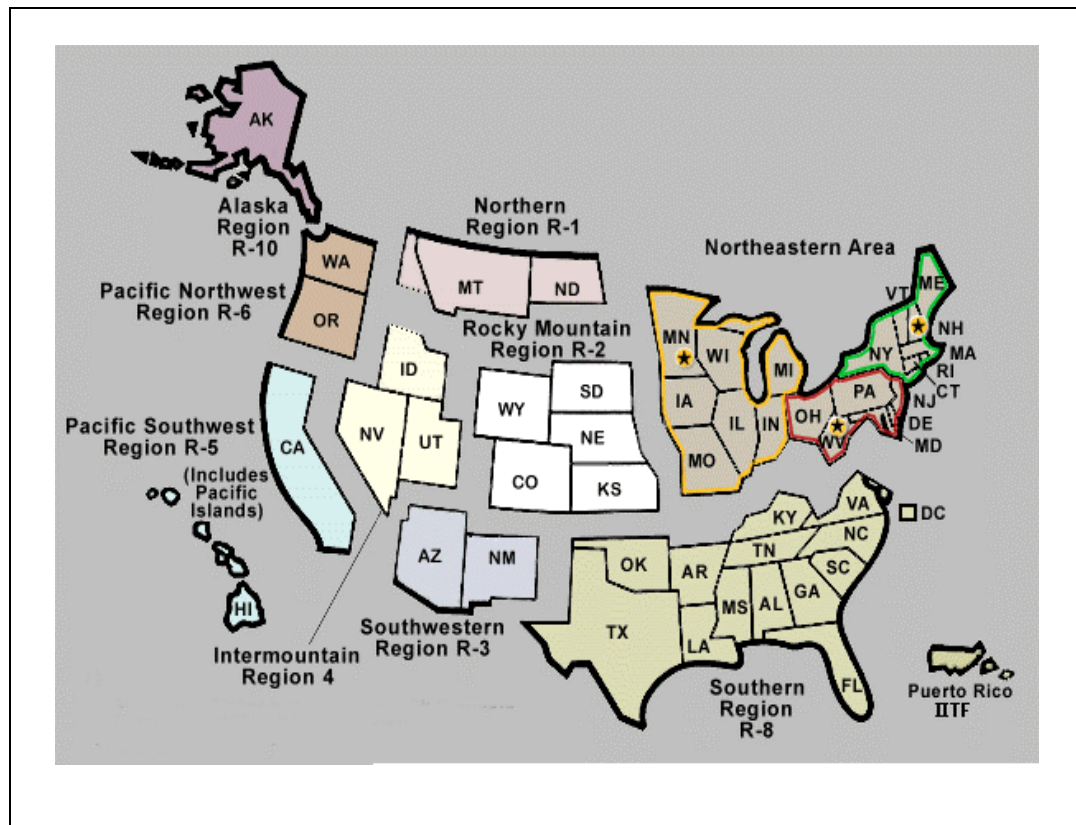 AK
Alaska
Region
R-10
Northern
Region R-1
Northeastern Area
WA
OR
Pacific Northwest
Region R-6
MT
ND
Rocky Mountain
Region R-2
ID
NV
UT
WY
SD
NE
CO
KS
Pacific Southwest
Region R-5
(Includes
Pacific
Islands)
CA
HI
MN
WI
MI
IA
IL
IN
MO
VT
ME
NH
NY
MA
RI
CT
PA
NJ
OH
DE
WV
MD
AZ
NM
Southwestern
Region R-3
Intermountain
Region 4
KY
VA
DC
TN
NC
OK
AR
SC
MS
AL
GA
TX
LA
FL
Southern
Region
R-8
Puerto Rico
IITF